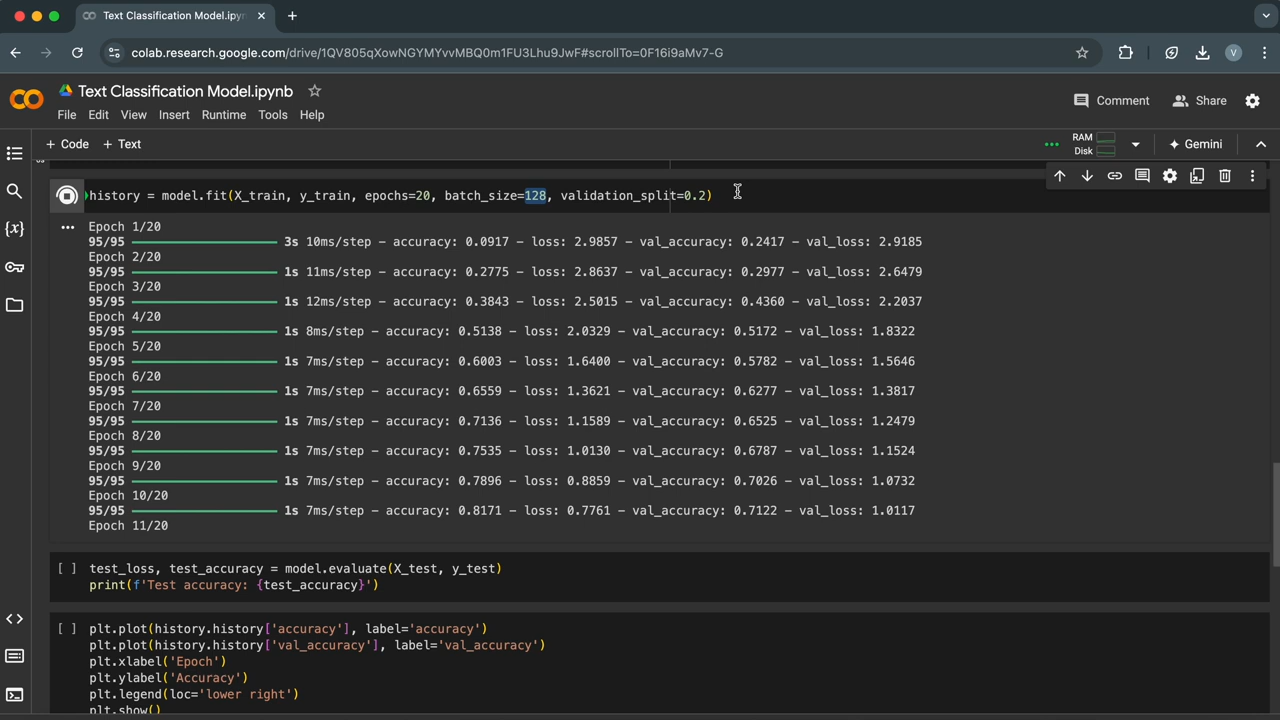 Text Classification Model.ipyn
colab.research.google.com/drive/1QV805qXowNGYMYvvMBQ0m1FU3Lhu9JwF#scrollTo=0F16i9aMv7-G
V
Text Classification Model.ipynb
File Edit View Insert Runtime Tools Help
Comment
Share
+ Code + Text
RAM
Disk
Gemini
history = model.fit(X_train, y_train, epochs=20, batch_size=128, validation_split=0.2)
Epoch 1/20
95/95 3s 10ms/step - accuracy: 0.0917 - loss: 2.9857 - val_accuracy: 0.2417 - val_loss: 2.9185
Epoch 2/20
95/95 1s 11ms/step - accuracy: 0.2775 - loss: 2.8637 - val_accuracy: 0.2977 - val_loss: 2.6479
Epoch 3/20
95/95 1s 12ms/step - accuracy: 0.3843 - loss: 2.5015 - val_accuracy: 0.4360 - val_loss: 2.2037
Epoch 4/20
95/95 1s 8ms/step - accuracy: 0.5138 - loss: 2.0329 - val_accuracy: 0.5172 - val_loss: 1.8322
Epoch 5/20
95/95 1s 7ms/step - accuracy: 0.6003 - loss: 1.6400 - val_accuracy: 0.5782 - val_loss: 1.5646
Epoch 6/20
95/95 1s 7ms/step - accuracy: 0.6559 - loss: 1.3621 - val_accuracy: 0.6277 - val_loss: 1.3817
Epoch 7/20
95/95 1s 7ms/step - accuracy: 0.7136 - loss: 1.1589 - val_accuracy: 0.6525 - val_loss: 1.2479
Epoch 8/20
95/95 1s 7ms/step - accuracy: 0.7535 - loss: 1.0130 - val_accuracy: 0.6787 - val_loss: 1.1524
Epoch 9/20
95/95 1s 7ms/step - accuracy: 0.7896 - loss: 0.8859 - val_accuracy: 0.7026 - val_loss: 1.0732
Epoch 10/20
95/95 1s 7ms/step - accuracy: 0.8171 - loss: 0.7761 - val_accuracy: 0.7122 - val_loss: 1.0117
Epoch 11/20
[ ] test_loss, test_accuracy = model.evaluate(X_test, y_test)
print(f'Test accuracy: {test_accuracy}')
[ ] plt.plot(history.history['accuracy'], label='accuracy')
plt.plot(history.history['val_accuracy'], label='val_accuracy')
plt.xlabel('Epoch')
plt.ylabel('Accuracy')
plt.legend(loc='lower right')
plt.show()